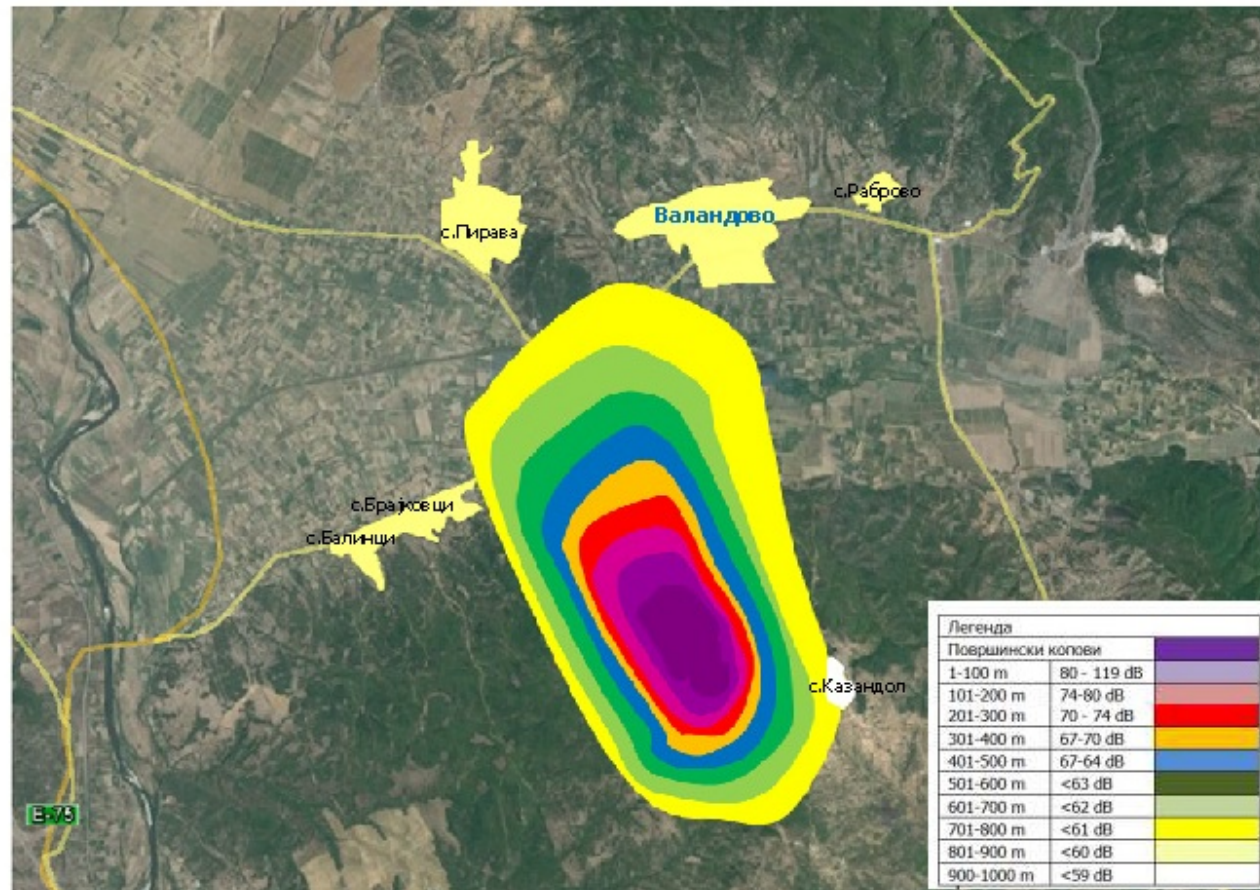 с.Раброво
Валандово
с.Пирава
с.Брајковци
с.Балинци
с.Казандол
E-75
Легенда
Површински копови
1-100 m 80 - 119 dB
101-200 m 74-80 dB
201-300 m 70 - 74 dB
301-400 m 67-70 dB
401-500 m 67-64 dB
501-600 m <63 dB
601-700 m <62 dB
701-800 m <61 dB
801-900 m <60 dB
900-1000 m <59 dB